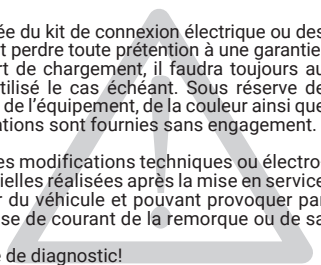 ée du kit de connexion électrique ou des
t perdre toute prétention à une garantie
rt de chargement, il faudra toujours au
tilisé le cas échéant. Sous réserve de
de l’équipement, de la couleur ainsi que
ations sont fournies sans engagement.
es modifications techniques ou électro
ielles réalisées après la mise en service
r du véhicule et pouvant provoquer par
ise de courant de la remorque ou de sa
e de diagnostic!